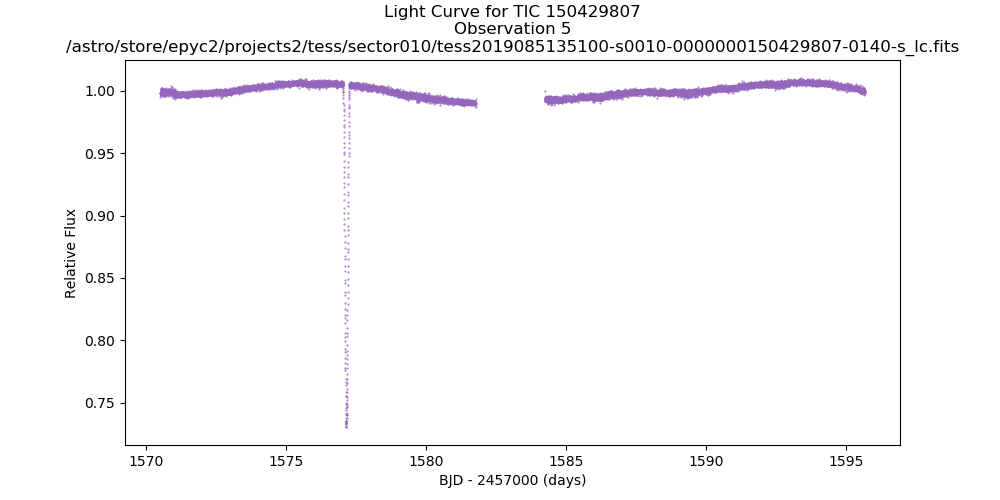 Light Curve for TIC 150429807
Observation 5
/astro/store/epyc2/projects2/tess/sector010/tess2019085135100-s0010-0000000150429807-0140-s_lc.fits
1.00
0.95
0.90
0.85
0.80
0.75
Relative Flux
1570
1575
1580
1585
1590
1595
BJD - 2457000 (days)